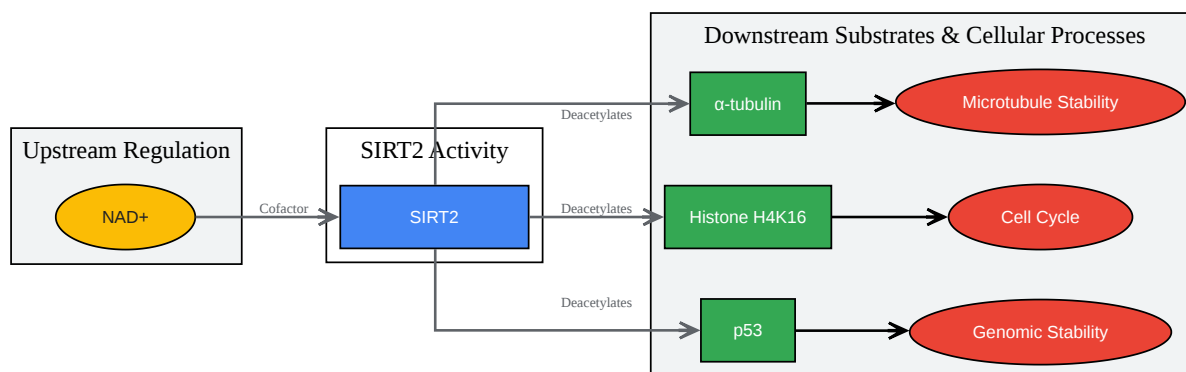 Downstream Substrates & Cellular Processes
α-tubulin
Microtubule Stability
Deacetylates
Upstream Regulation
SIRT2 Activity
NAD+
Cofactor
SIRT2
Deacetylates
Histone H4K16
Cell Cycle
Deacetylates
p53
Genomic Stability